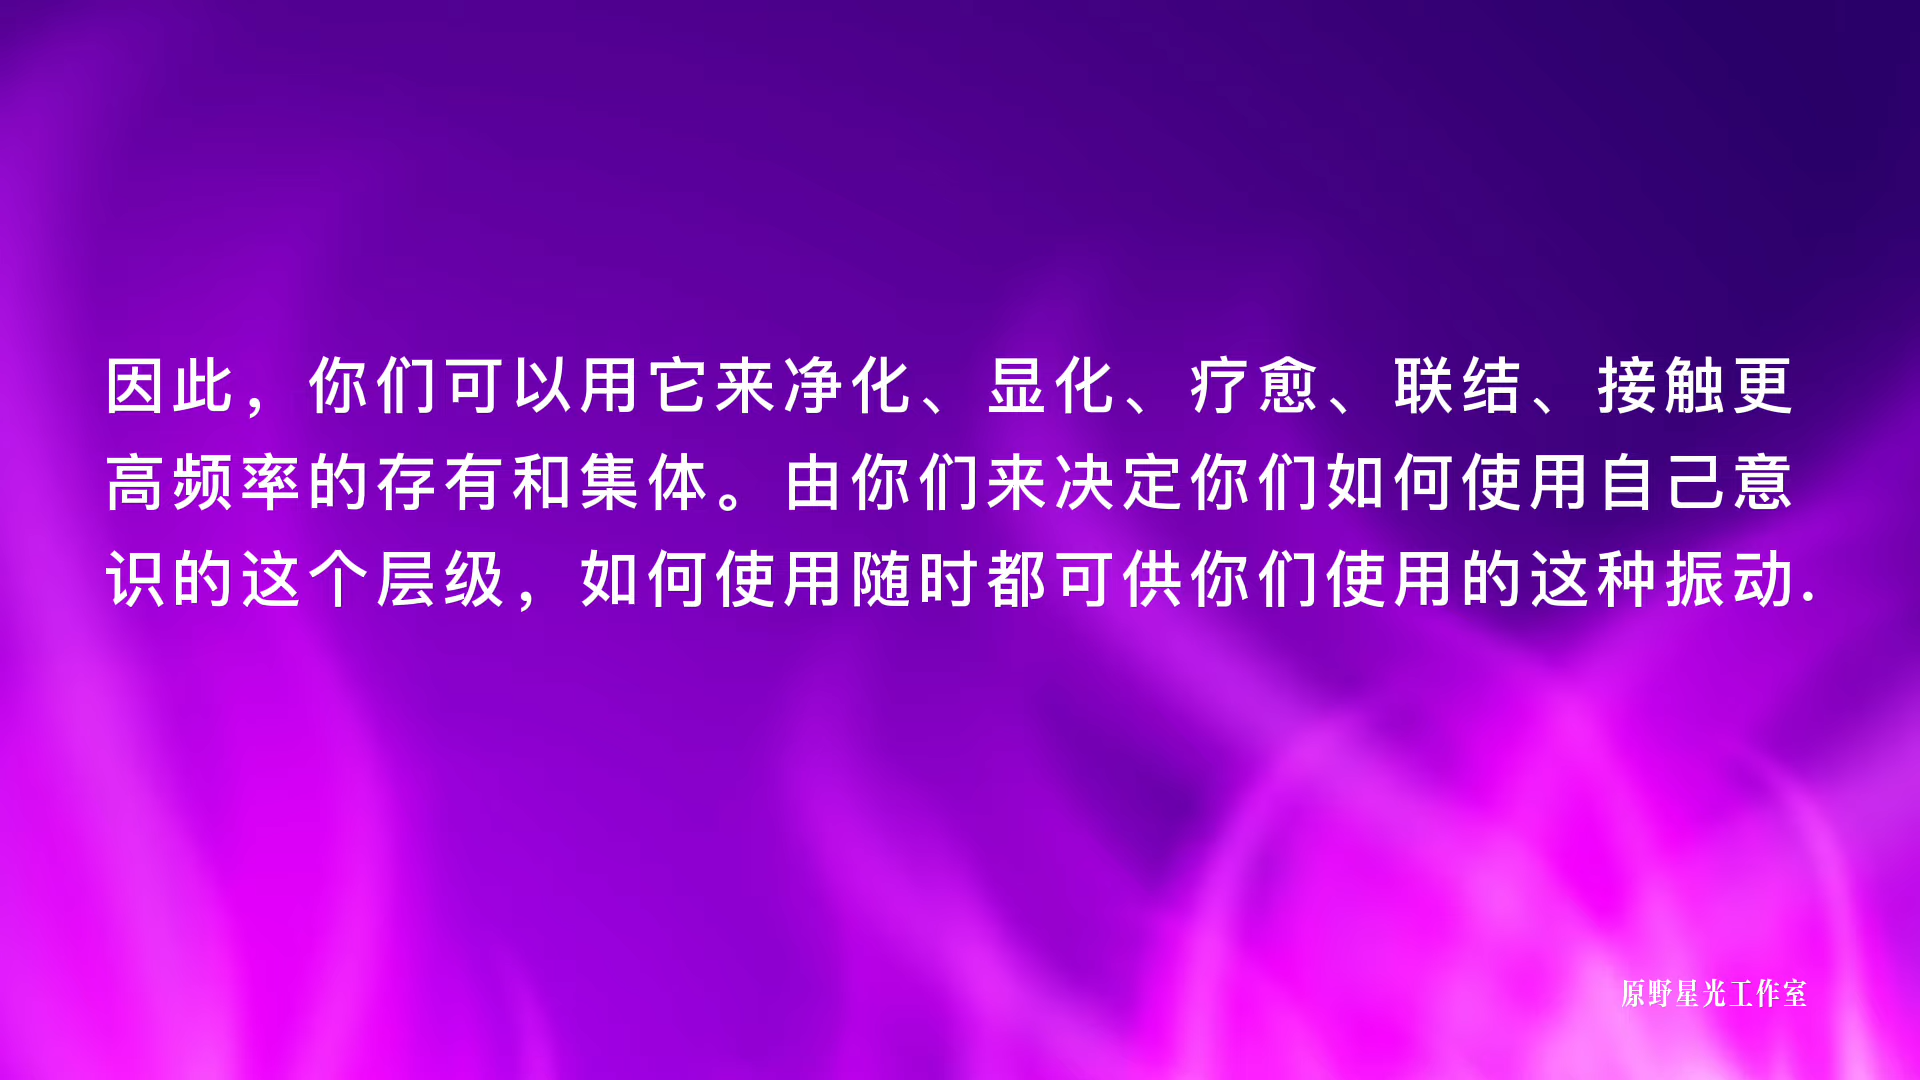 因此，你们可以用它来净化、显化、疗愈、联结、接触更
高频率的存有和集体。由你们来决定你们如何使用自己意
识的这个层级，如何使用随时都可供你们使用的这种振动.
原野星光工作室